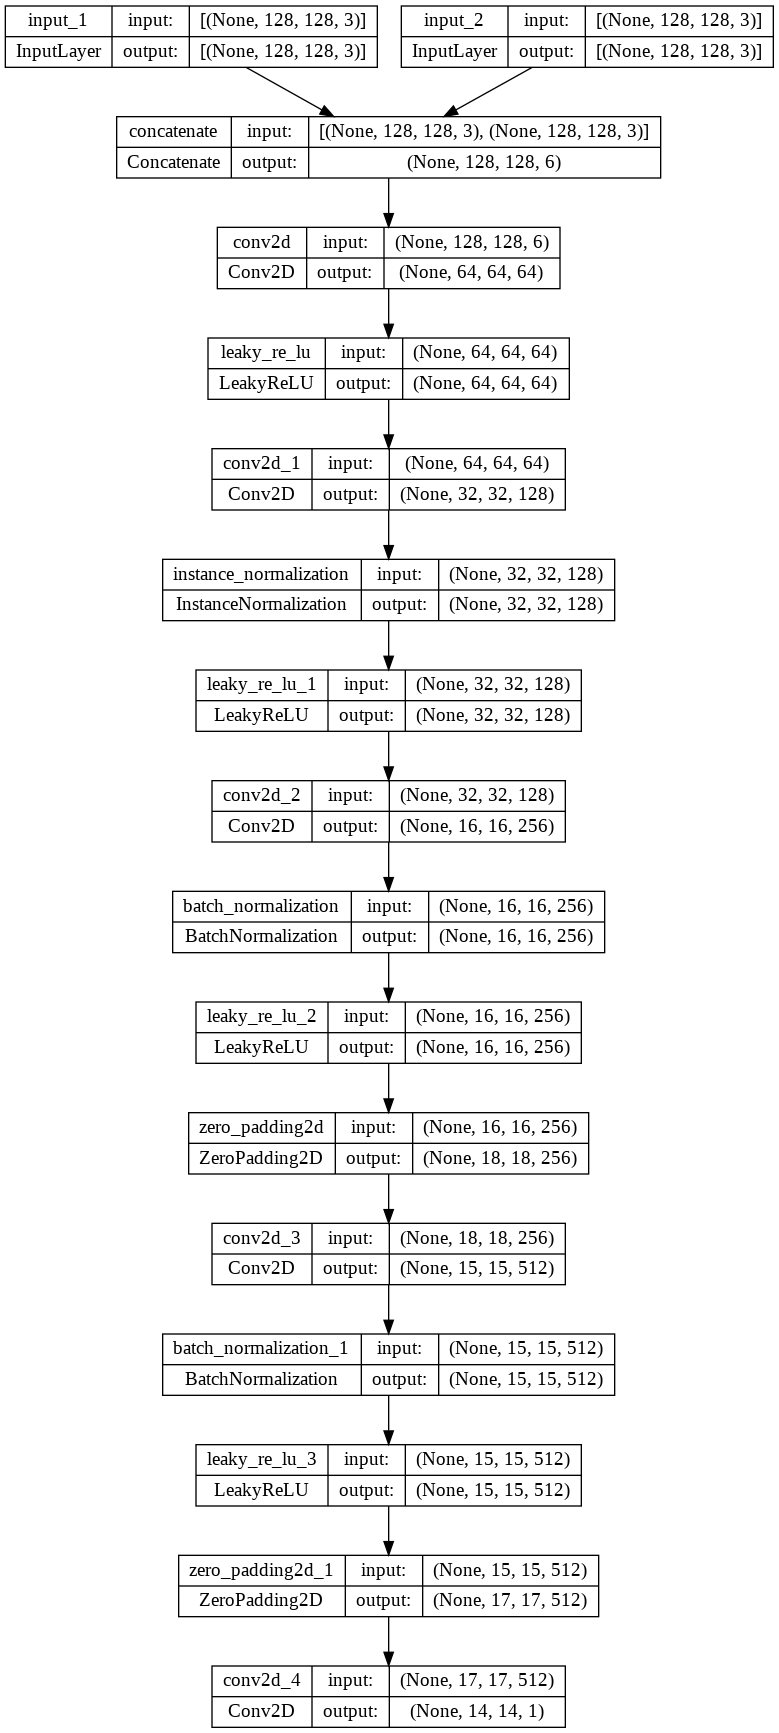 input_1 input: [(None, 128, 128, 3)]
InputLayer output: [(None, 128, 128, 3)]
input_2 input: [(None, 128, 128, 3)]
InputLayer output: [(None, 128, 128, 3)]
concatenate input: [(None, 128, 128, 3), (None, 128, 128, 3)]
Concatenate output: (None, 128, 128, 6)
conv2d input: (None, 128, 128, 6)
Conv2D output: (None, 64, 64, 64)
leaky_re_lu input: (None, 64, 64, 64)
LeakyReLU output: (None, 64, 64, 64)
conv2d_1 input: (None, 64, 64, 64)
Conv2D output: (None, 32, 32, 128)
instance_normalization input: (None, 32, 32, 128)
InstanceNormalization output: (None, 32, 32, 128)
leaky_re_lu_1 input: (None, 32, 32, 128)
LeakyReLU output: (None, 32, 32, 128)
conv2d_2 input: (None, 32, 32, 128)
Conv2D output: (None, 16, 16, 256)
batch_normalization input: (None, 16, 16, 256)
BatchNormalization output: (None, 16, 16, 256)
leaky_re_lu_2 input: (None, 16, 16, 256)
LeakyReLU output: (None, 16, 16, 256)
zero_padding2d input: (None, 16, 16, 256)
ZeroPadding2D output: (None, 18, 18, 256)
conv2d_3 input: (None, 18, 18, 256)
Conv2D output: (None, 15, 15, 512)
batch_normalization_1 input: (None, 15, 15, 512)
BatchNormalization output: (None, 15, 15, 512)
leaky_re_lu_3 input: (None, 15, 15, 512)
LeakyReLU output: (None, 15, 15, 512)
zero_padding2d_1 input: (None, 15, 15, 512)
ZeroPadding2D output: (None, 17, 17, 512)
conv2d_4 input: (None, 17, 17, 512)
Conv2D output: (None, 14, 14, 1)